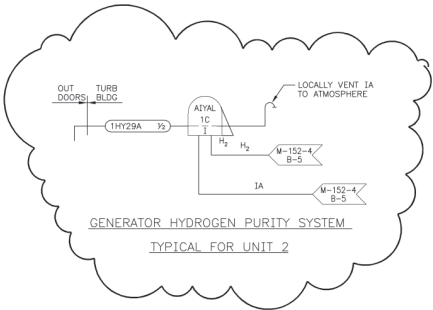 LOCALLY VENT IA
TO ATMOSPHERE
OUT DOORS
TURB BLDG
AIYAL
1C
I
1HY29A 1/2
H2
H2
M-152-4
B-5
IA
M-152-4
B-5
GENERATOR HYDROGEN PURITY SYSTEM
TYPICAL FOR UNIT 2